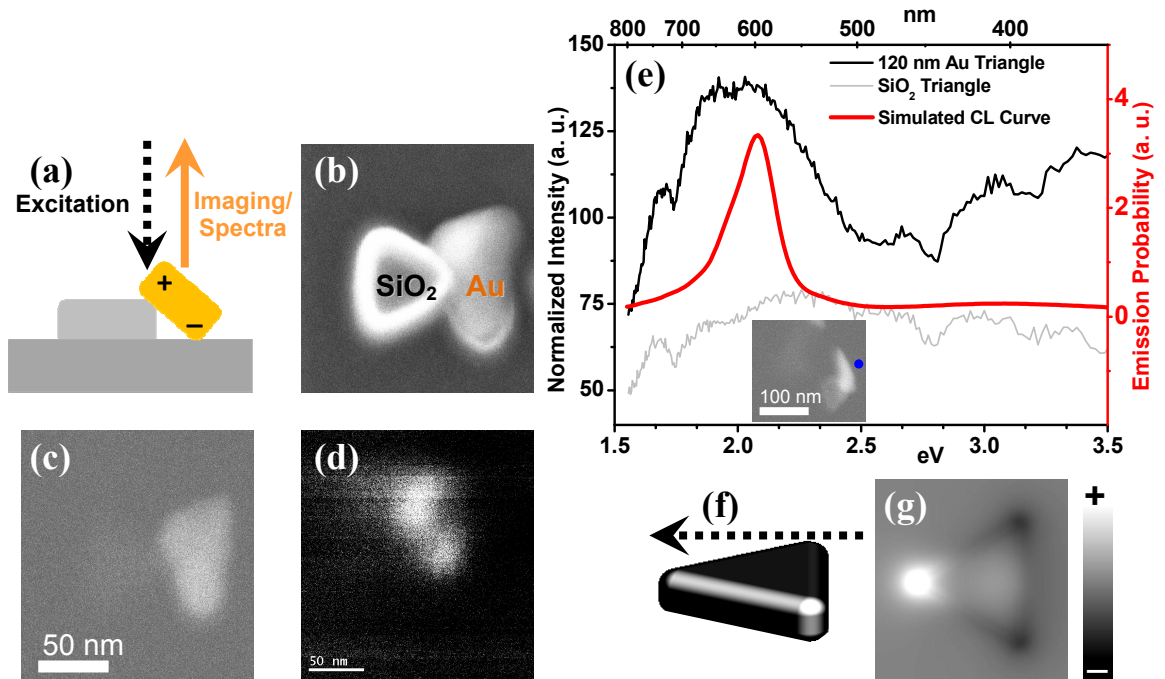 (a)
Excitation
Imaging/
Spectra
+
–
(b)
SiO2
Au
(c)
50 nm
(d)
50 nm
(e)
nm
800 700 600 500 400
120 nm Au Triangle
SiO2 Triangle
Simulated CL Curve
Normalized Intensity (a. u.)
150
125
100
75
50
Emission Probability (a. u.)
4
2
0
100 nm
1.5 2.0 2.5 3.0 3.5
eV
(f)
(g)
+
–